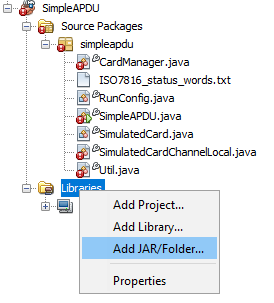 SimpleAPDU
Source Packages
simpleapdu
CardManager.java
ISO7816_status_words.txt
RunConfig.java
SimpleAPDU.java
SimulatedCard.java
SimulatedCardChannelLocal.java
Util.java
Libraries
Add Project...
Add Library...
Add JAR/Folder...
Properties